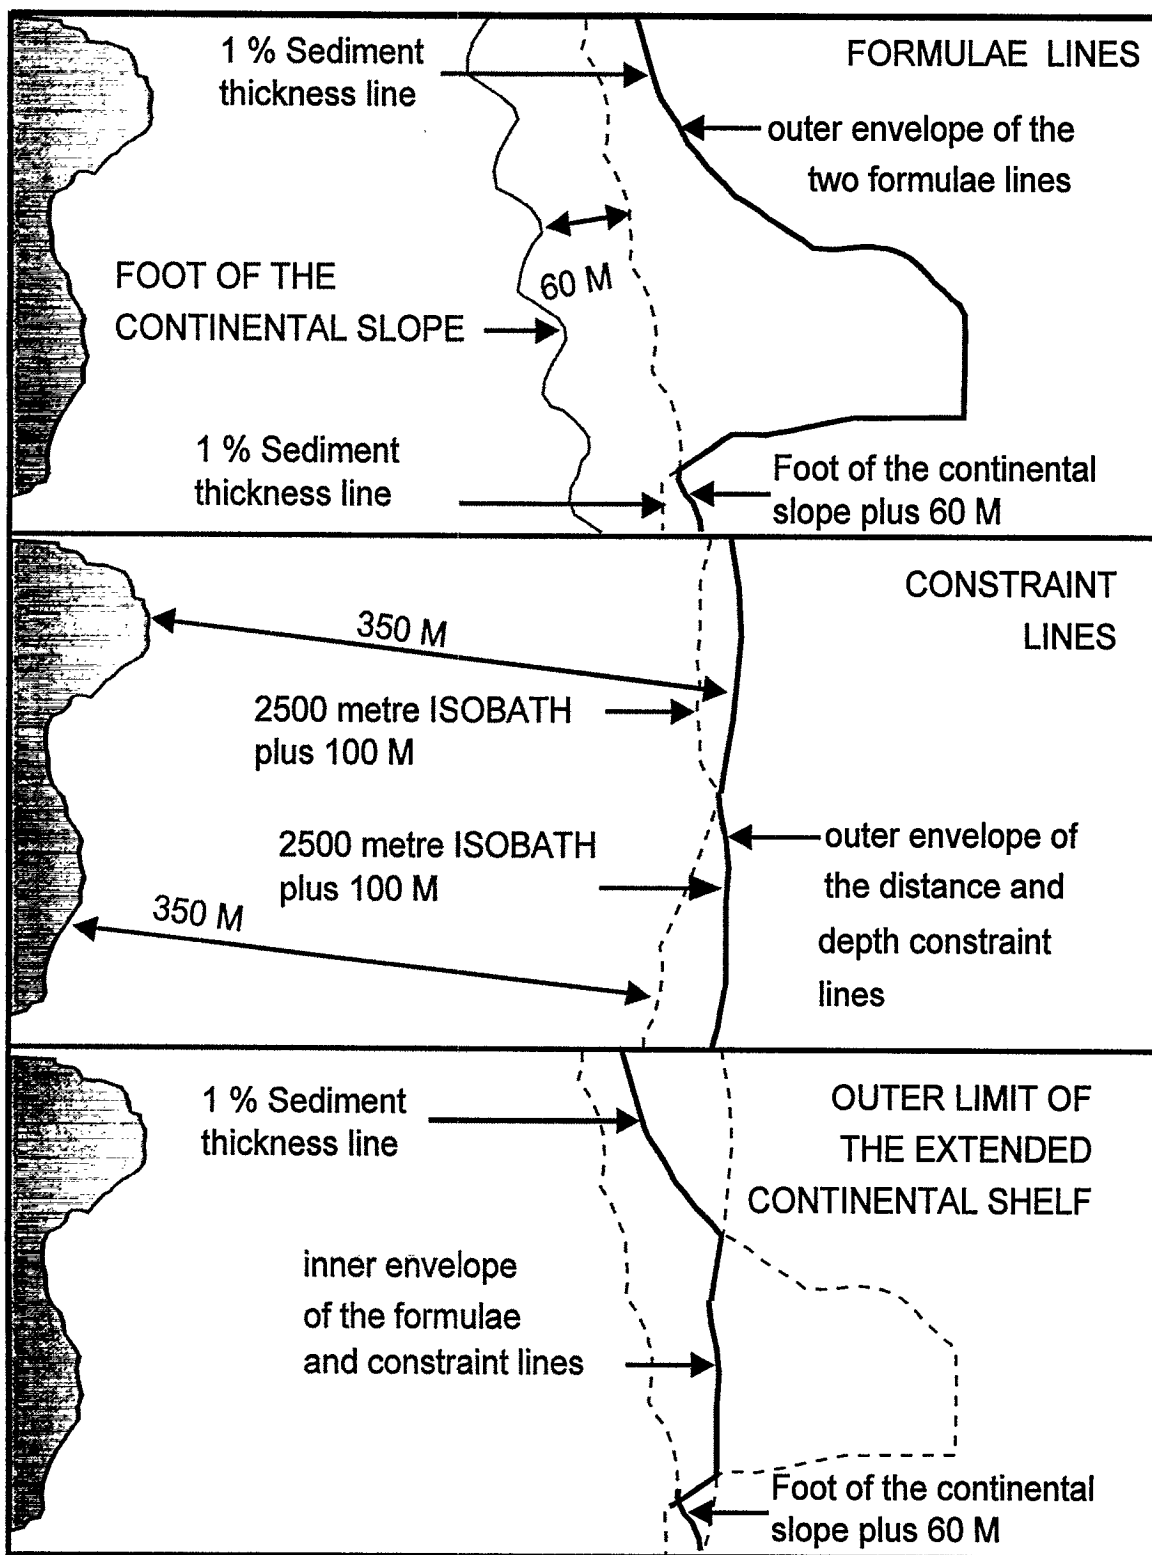 1 % Sediment
thickness line
FORMULAE LINES
outer envelope of the
two formulae lines
FOOT OF THE
CONTINENTAL SLOPE
60 M
1 % Sediment
thickness line
Foot of the continental
slope plus 60 M
CONSTRAINT
LINES
350 M
2500 metre ISOBATH
plus 100 M
2500 metre ISOBATH
plus 100 M
350 M
outer envelope of
the distance and
depth constraint
lines
1 % Sediment
thickness line
OUTER LIMIT OF
THE EXTENDED
CONTINENTAL SHELF
inner envelope
of the formulae
and constraint lines
Foot of the continental
slope plus 60 M